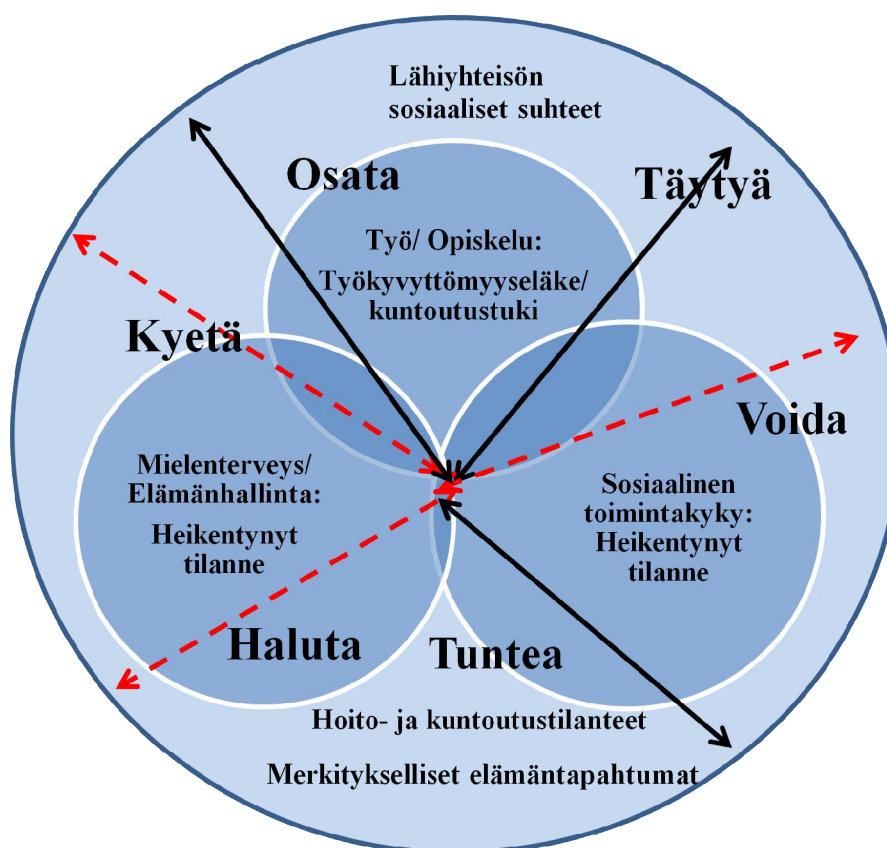 Lähiyhteisön
sosiaaliset suhteet
Osata
Täytyä
Työ/ Opiskelu:
Työkyvyttömyyseläke/
kuntoutustuki
Kyetä
Voida
Mielenterveys/
Elämänhallinta:
Heikentynyt
tilanne
Sosiaalinen
toimintakyky:
Heikentynyt
tilanne
Haluta
Tuntea
Hoito- ja kuntoutustilanteet
Merkitykselliset elämäntapahtumat